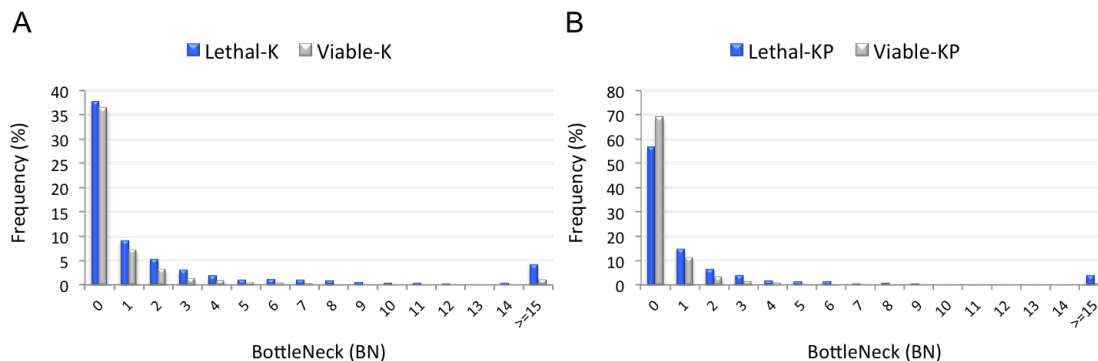 A
Lethal-K Viable-K
Frequency (%)
40
35
30
25
20
15
10
5
0
0 1 2 3 4 5 6 7 8 9 10 11 12 13 14 >=15
BottleNeck (BN)
B
Lethal-KP Viable-KP
Frequency (%)
80
70
60
50
40
30
20
10
0
0 1 2 3 4 5 6 7 8 9 10 11 12 13 14 >=15
BottleNeck (BN)